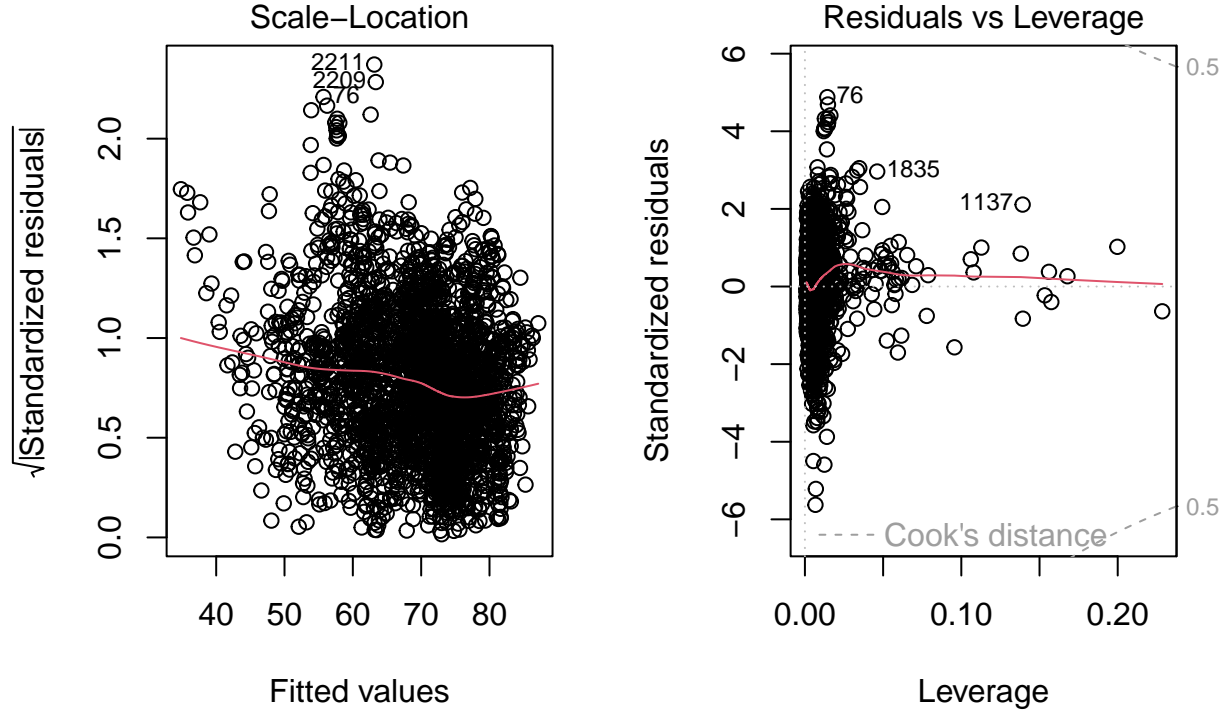 Scale−Location
√|Standardized residuals|
0.0
0.5
1.0
1.5
2.0
2211
2209
76
40 50 60 70 80
Fitted values
Residuals vs Leverage
Standardized residuals
6
4
2
0
−2
−4
−6
0.5
0.5
76
1835
1137
Cook's distance
0.00 0.10 0.20
Leverage